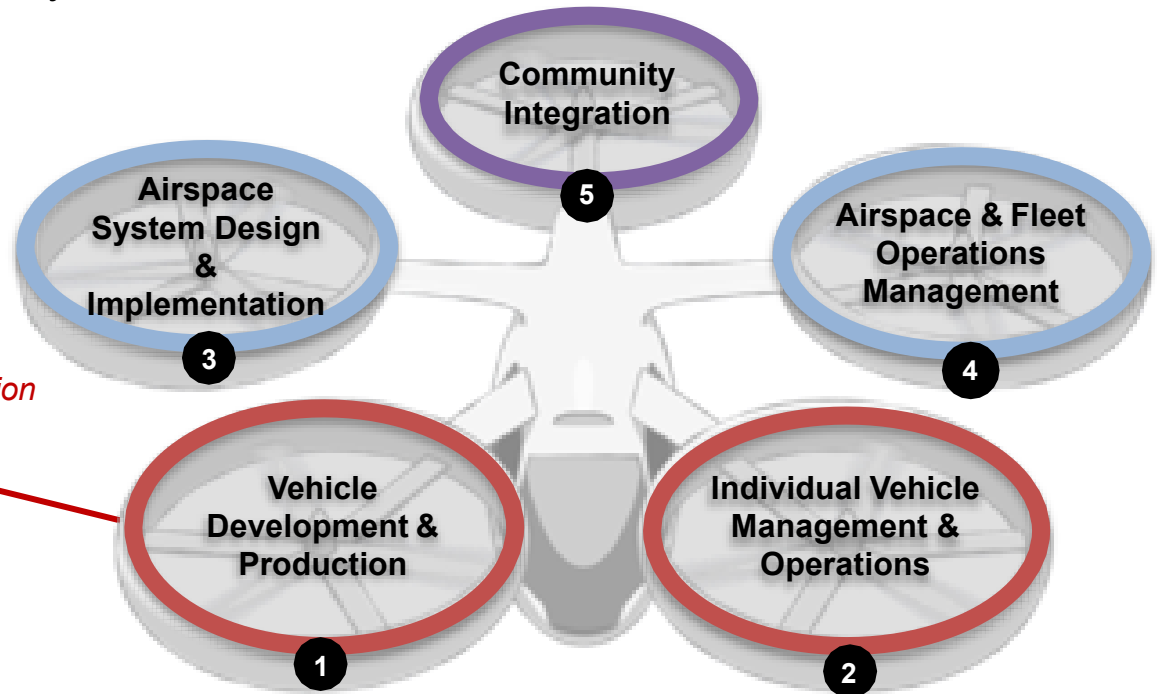 Community
Integration
5
Airspace
System Design
&
Implementation
3
Airspace & Fleet
Operations
Management
4
Vehicle
Development &
Production
1
Individual Vehicle
Management &
Operations
2